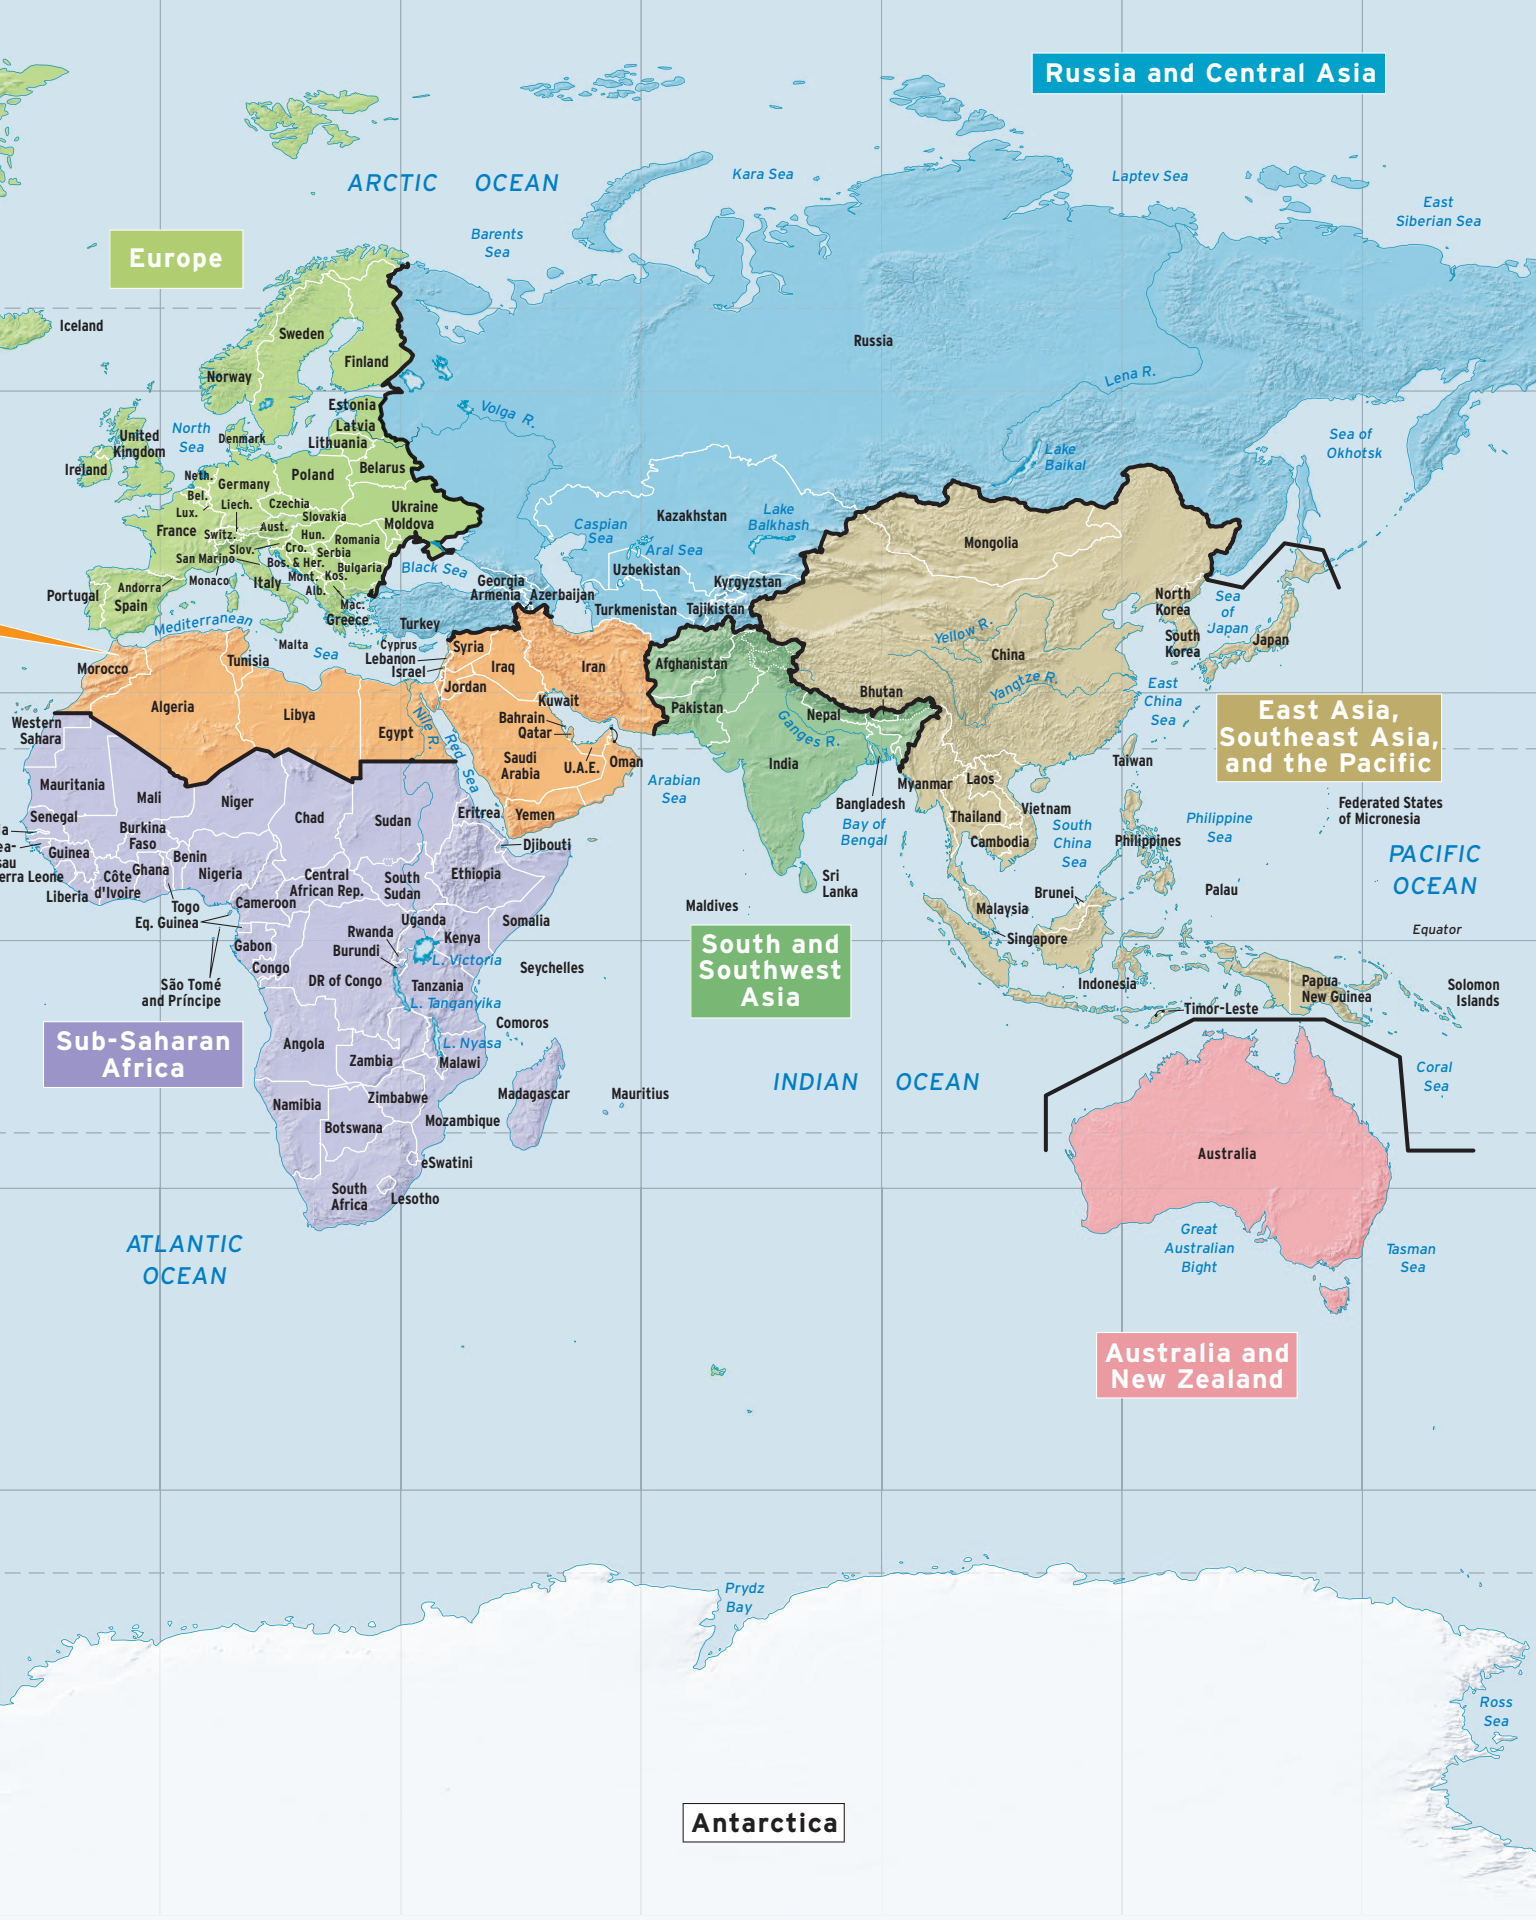 Russia and Central Asia
ARCTIC OCEAN
Kara Sea
Laptev Sea
East
Siberian Sea
Barents
Sea
Europe
Iceland
Sweden
Finland
Norway
Russia
Lena R.
Estonia
Latvia
Lithuania
Volga R.
North
Sea
Denmark
United
Kingdom
Ireland
Sea of
Okhotsk
Lake
Baikal
Neth.
Germany
Poland
Belarus
Bel.
Lux.
Liech.
Czechia
Slovakia
Ukraine
Moldova
France
Switz.
Aust.
Hun.
Romania
Slov.
Cro.
Serbia
San Marino
Bos. & Her.
Bulgaria
Monaco
Italy
Mont.
Kos.
Alb.
Mac.
Greece
Andorra
Portugal
Spain
Caspian
Sea
Kazakhstan
Lake
Balkhash
Aral Sea
Uzbekistan
Kyrgyzstan
Turkmenistan
Tajikistan
Black Sea
Georgia
Armenia
Azerbaijan
Turkey
Mongolia
North
Korea
South
Korea
Sea
of
Japan
Japan
Yellow R.
China
Yangtze R.
East
China
Sea
Mediterranean
Sea
Malta
Cyprus
Lebanon
Israel
Syria
Iraq
Iran
Jordan
Kuwait
Bahrain
Qatar
Saudi
Arabia
U.A.E.
Oman
Yemen
Morocco
Tunisia
Algeria
Libya
Egypt
Nile R.
Red Sea
Western
Sahara
Afghanistan
Pakistan
Nepal
Bhutan
Ganges R.
India
Bangladesh
Bay of
Bengal
Arabian
Sea
Sri
Lanka
Maldives
East Asia,
Southeast Asia,
and the Pacific
Taiwan
Myanmar
Laos
Vietnam
Thailand
Cambodia
South
China
Sea
Philippines
Philippine
Sea
Federated States
of Micronesia
PACIFIC
OCEAN
Palau
Equator
Brunei
Malaysia
Singapore
Indonesia
Papua
New Guinea
Solomon
Islands
Timor-Leste
Mauritania
Mali
Niger
Chad
Sudan
Eritrea
Djibouti
Senegal
Burkina
Faso
Guinea
Benin
Côte
d'Ivoire
Ghana
Nigeria
Togo
Liberia
erra Leone
ia
ea-
sau
Central
African Rep.
South
Sudan
Ethiopia
Cameroon
Eq. Guinea
Uganda
Somalia
Rwanda
Burundi
Kenya
L. Victoria
Gabon
Congo
DR of Congo
Tanzania
L. Tanganyika
Seychelles
São Tomé
and Príncipe
South and
Southwest
Asia
Sub-Saharan
Africa
Angola
Zambia
Comoros
L. Nyasa
Malawi
Zimbabwe
Madagascar
Mauritius
Namibia
Botswana
Mozambique
eSwatini
South
Africa
Lesotho
INDIAN OCEAN
Coral
Sea
Australia
Great
Australian
Bight
Tasman
Sea
ATLANTIC
OCEAN
Australia and
New Zealand
Prydz
Bay
Ross
Sea
Antarctica